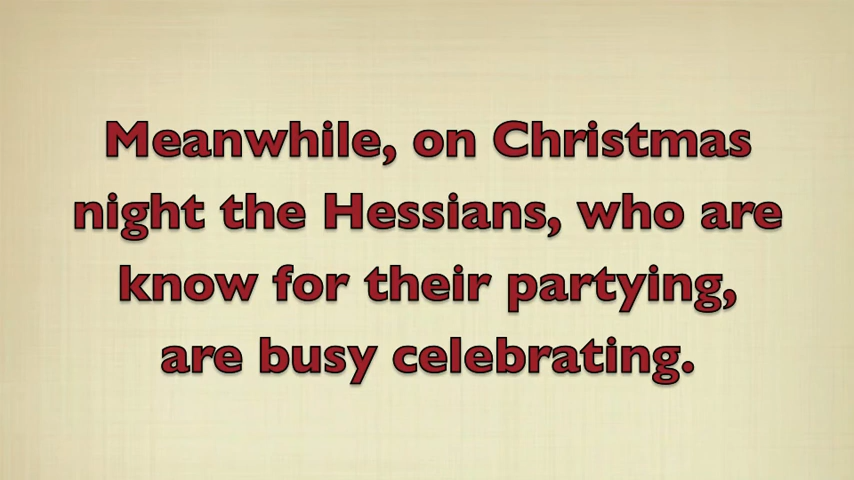 Meanwhile, on Christmas
night the Hessians, who are
know for their partying,
are busy celebrating.